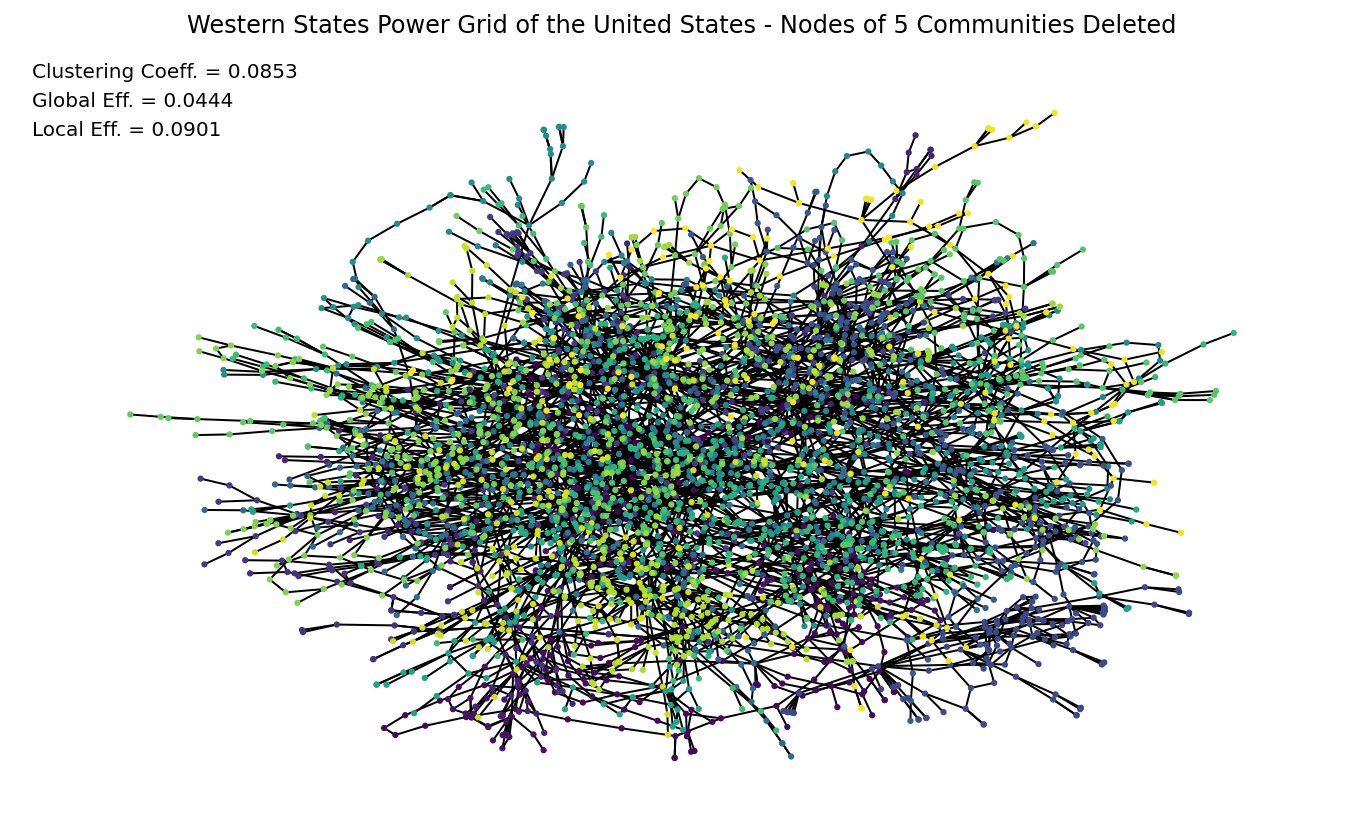 Western States Power Grid of the United States - Nodes of 5 Communities Deleted
Clustering Coeff. = 0.0853
Global Eff. = 0.0444
Local Eff. = 0.0901